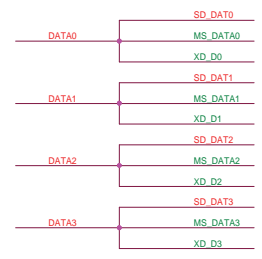 SD_DAT0
DATA0 MS_DATA0
XD_D0
SD_DAT1
DATA1 MS_DATA1
XD_D1
SD_DAT2
DATA2 MS_DATA2
XD_D2
SD_DAT3
DATA3 MS_DATA3
XD_D3